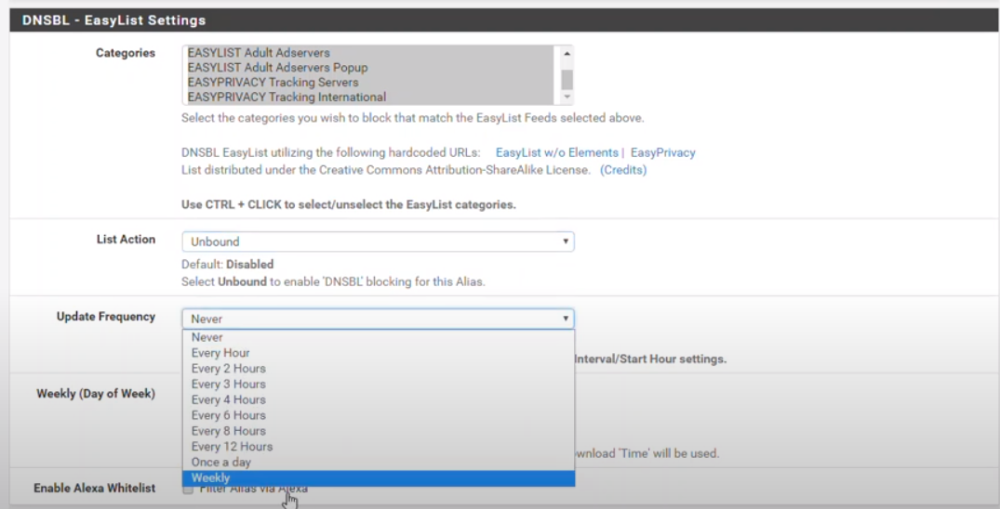 DNSBL - EasyList Settings
Categories
EASYLIST Adult Adservers
EASYLIST Adult Adservers Popup
EASYPRIVACY Tracking Servers
EASYPRIVACY Tracking International
Select the categories you wish to block that match the EasyList Feeds selected above.
DNSBL EasyList utilizing the following hardcoded URLs: EasyList w/o Elements | EasyPrivacy
List distributed under the Creative Commons Attribution-ShareAlike License. (Credits)
Use CTRL + CLICK to select/unselect the EasyList categories.
List Action
Unbound
Default: Disabled
Select Unbound to enable 'DNSBL' blocking for this Alias.
Update Frequency
Never
Never
Every Hour
Every 2 Hours
Interval/Start Hour settings.
Every 3 Hours
Weekly (Day of Week)
Every 4 Hours
Every 6 Hours
Every 8 Hours
Every 12 Hours
'Time' will be used.
Once a day
Weekly
Enable Alexa Whitelist
Filter Alias via Alexa